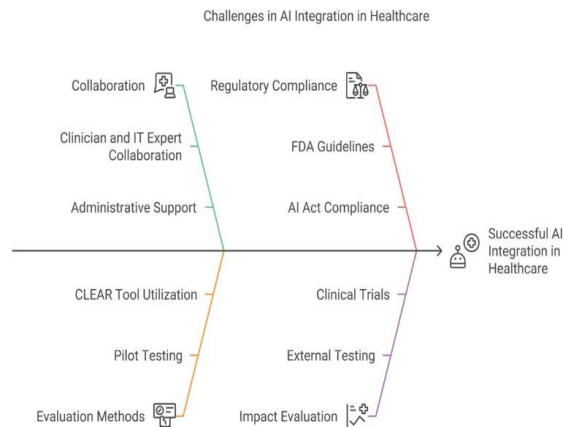 Challenges in AI Integration in Healthcare
Collaboration
Regulatory Compliance
Clinician and IT Expert
Collaboration
FDA Guidelines
Administrative Support
AI Act Compliance
Successful AI
Integration in
Healthcare
CLEAR Tool Utilization
Clinical Trials
Pilot Testing
External Testing
Evaluation Methods
Impact Evaluation